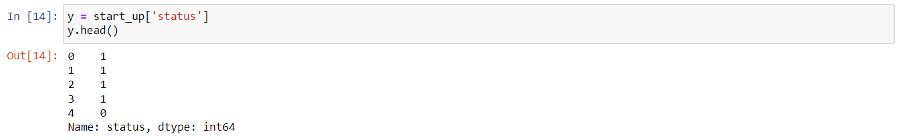 In [14]: y = start_up['status']
y.head()
Out[14]: 0    1
1    1
2    1
3    1
4    0
Name: status, dtype: int64